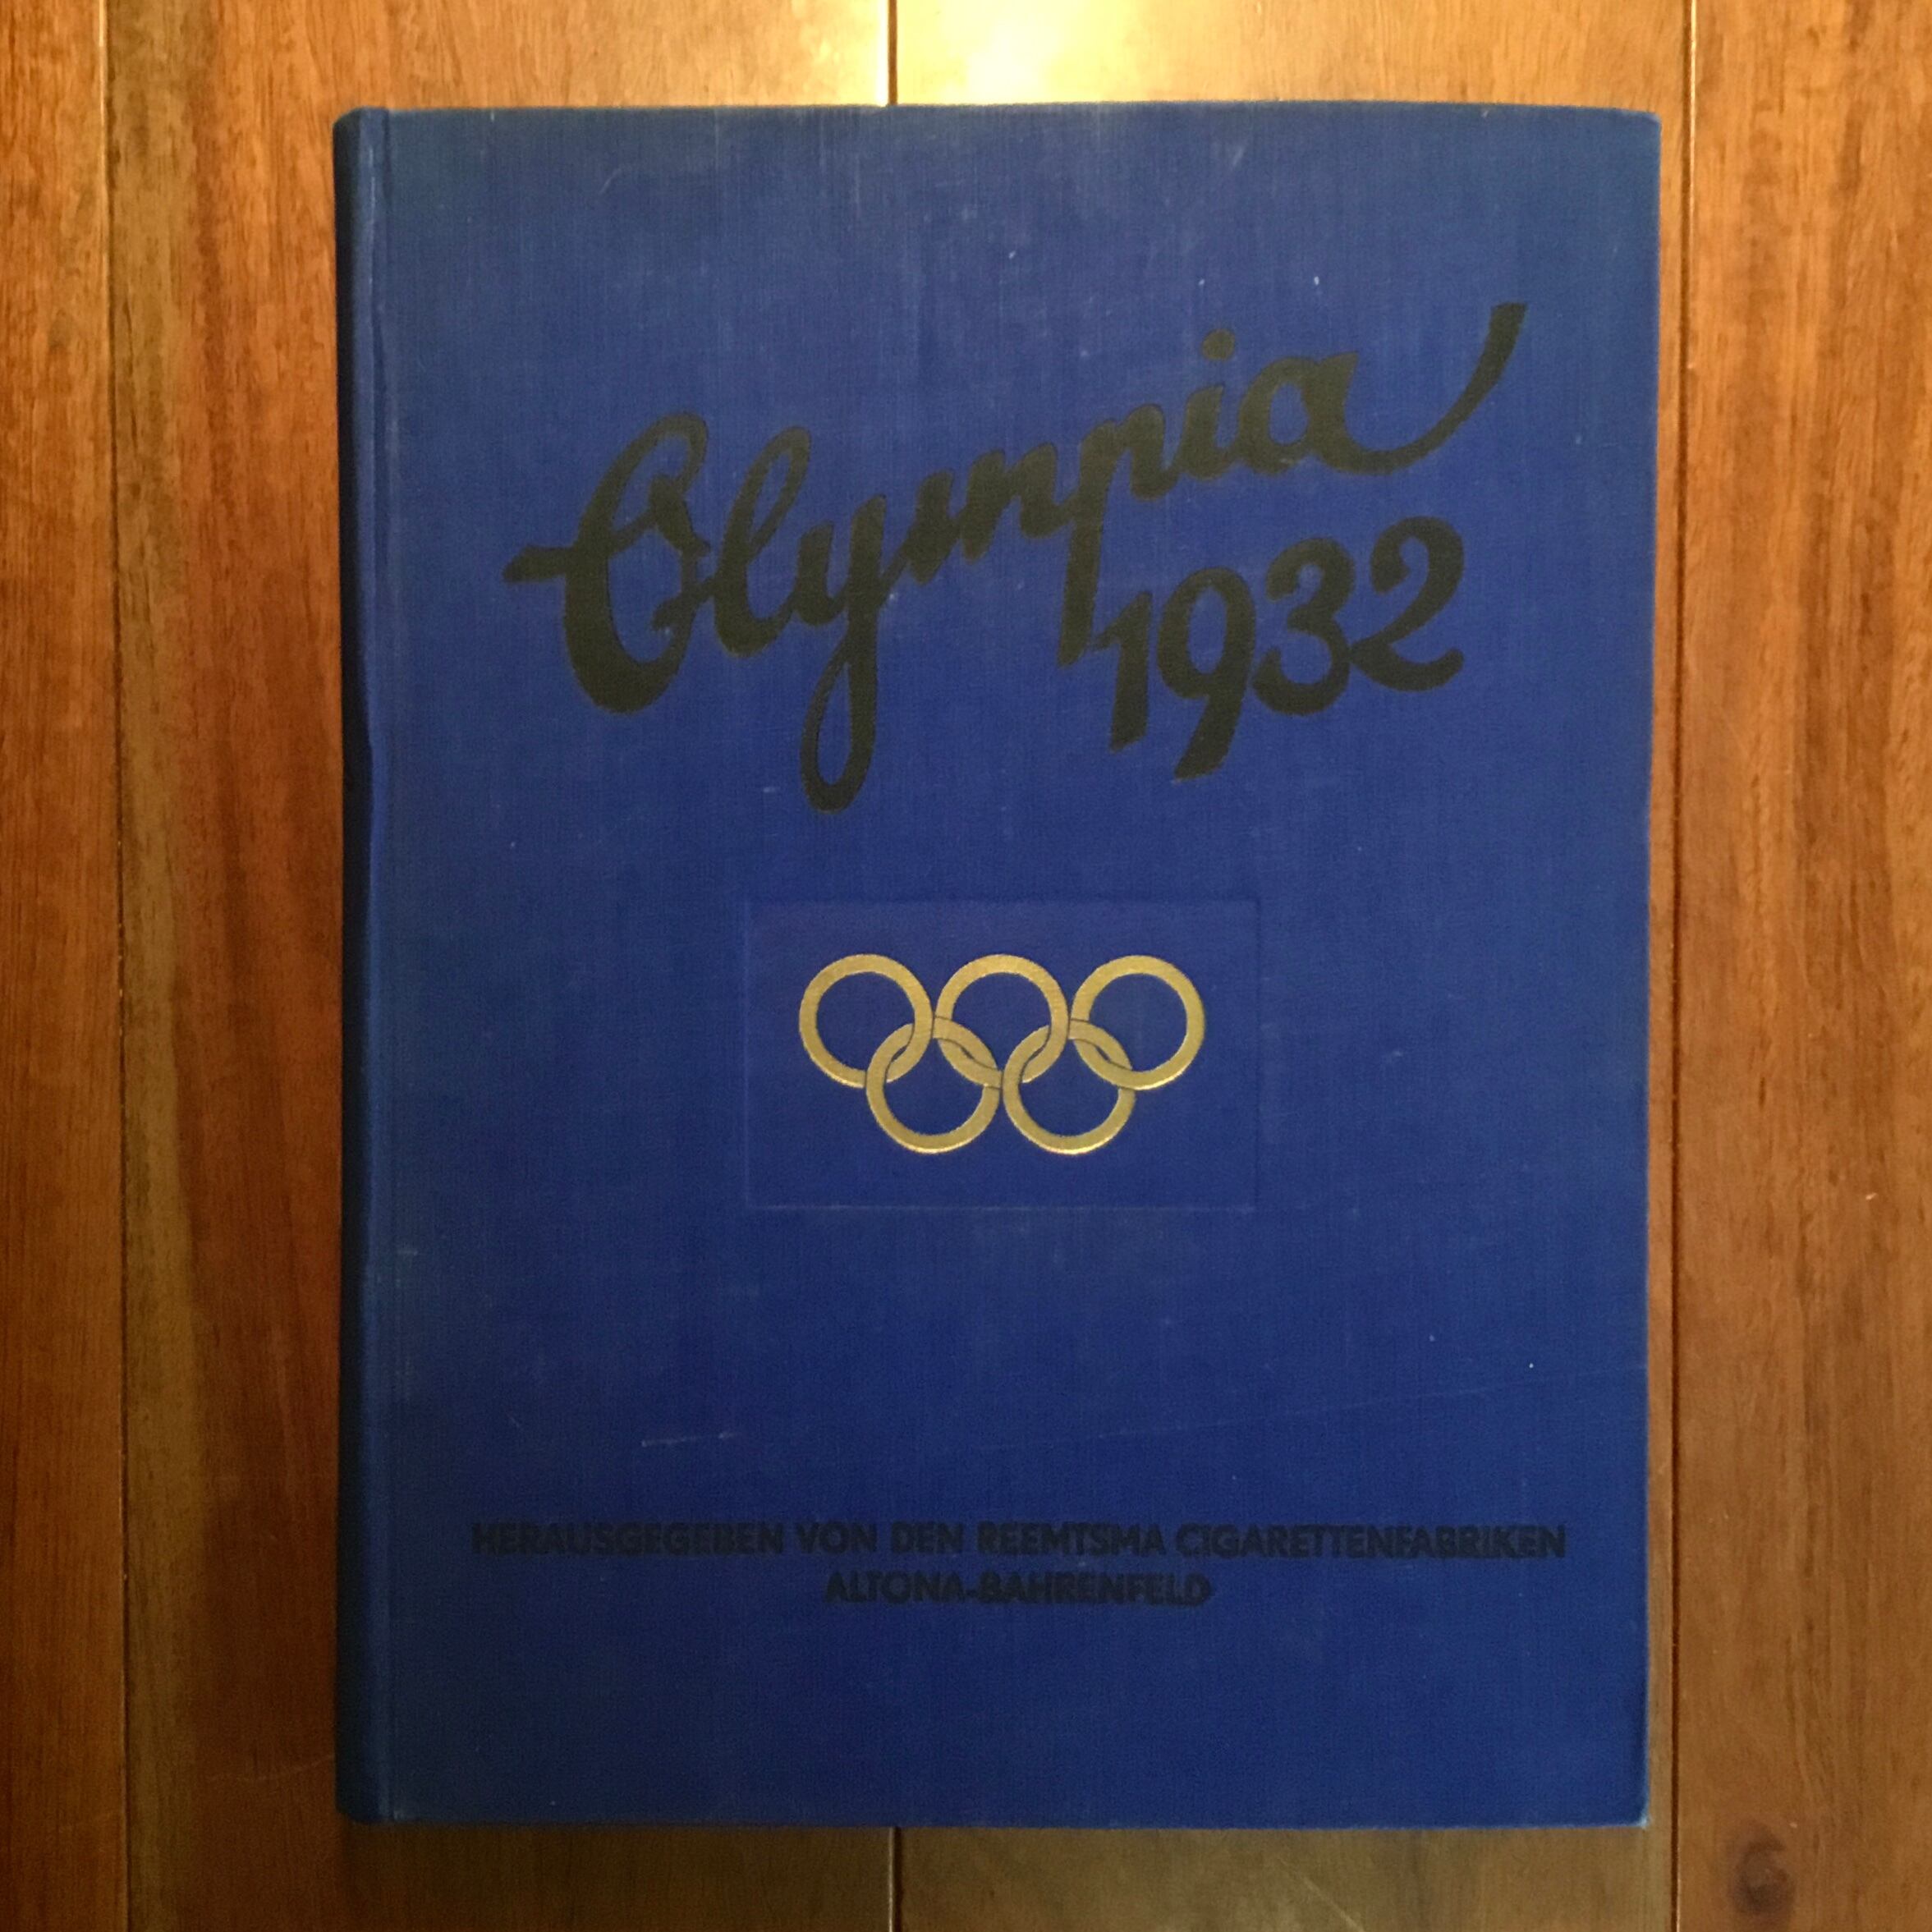 Olympia
1932
HERAUSGEGEBEN VON DEN REEMTSMA CIGARETTENFABRIKEN
ALTONA-BAHRENFELD